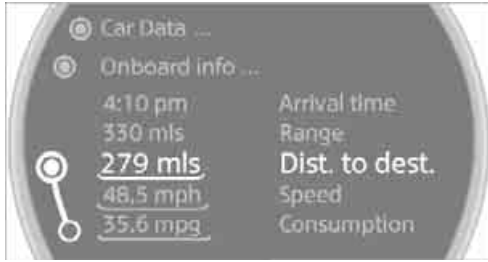 Car Data ...
Onboard info ...
4:10 pm Arrival time
330 mls Range
279 mls Dist. to dest.
48.5 mph Speed
35.6 mpg Consumption